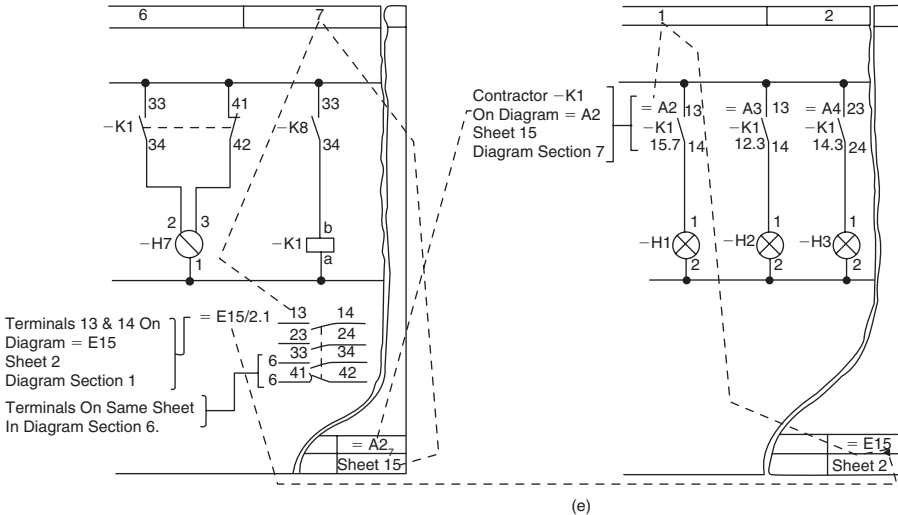 6 7
33 41 33
−K1 −K8
34 42 34
2 3 b
−H7 −K1
1 a
= E15/2.1 13 14
23 24
6 33 34
6 41 42
Terminals 13 & 14 On
Diagram = E15
Sheet 2
Diagram Section 1
Terminals On Same Sheet
In Diagram Section 6.
= A2
7
Sheet 15
Contractor −K1
On Diagram = A2
Sheet 15
Diagram Section 7
1 2
= A2 13 = A3 13 = A4 23
−K1 −K1 −K1
15.7 14 12.3 14 14.3 24
1 1 1
−H1 −H2 −H3
2 2 2
= E15
Sheet 2
(e)